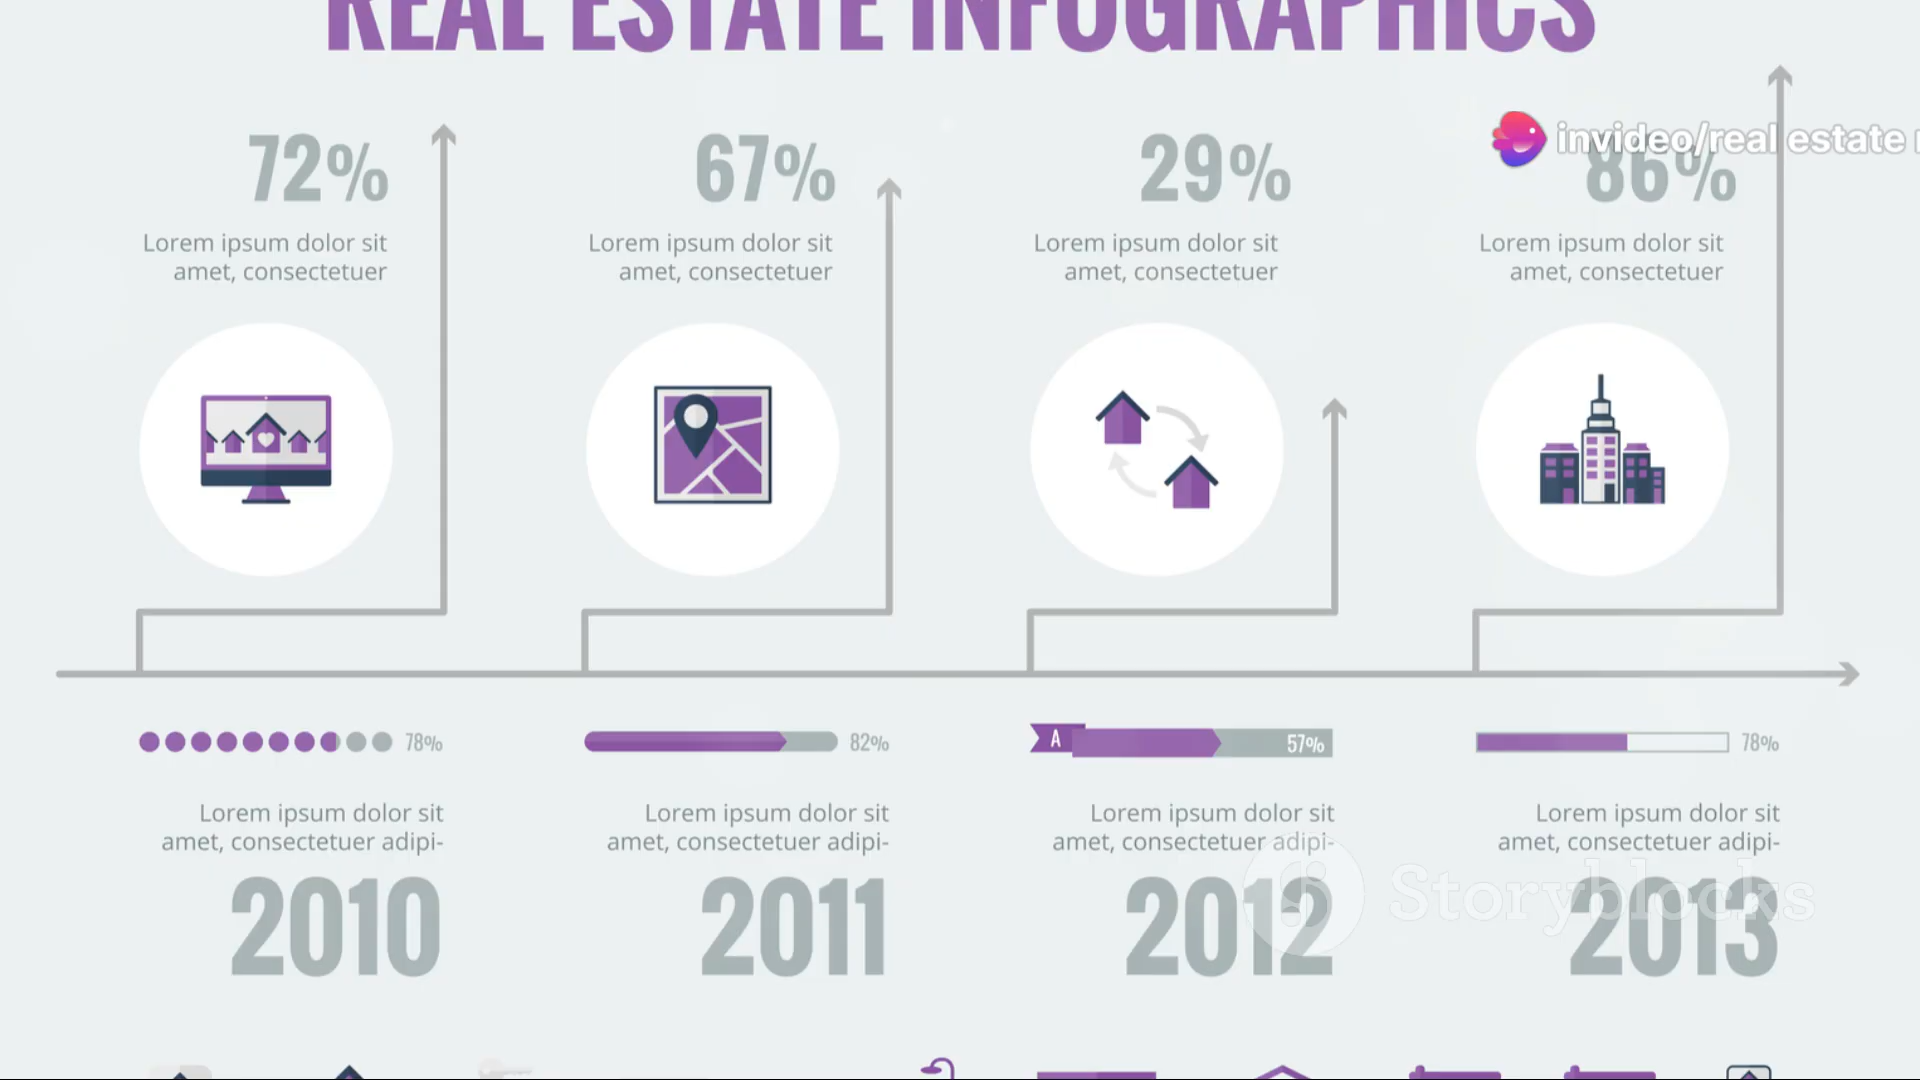 REAL ESTATE INFOGRAPHICS
invideo/real estate
72%
67%
29%
86%
Lorem ipsum dolor sit
amet, consectetuer
Lorem ipsum dolor sit
amet, consectetuer
Lorem ipsum dolor sit
amet, consectetuer
Lorem ipsum dolor sit
amet, consectetuer
78%
82%
A
57%
78%
Lorem ipsum dolor sit
amet, consectetuer adipi-
Lorem ipsum dolor sit
amet, consectetuer adipi-
Lorem ipsum dolor sit
amet, consectetuer adipi-
Lorem ipsum dolor sit
amet, consectetuer adipi-
Storyblocks
2010
2011
2012
2013